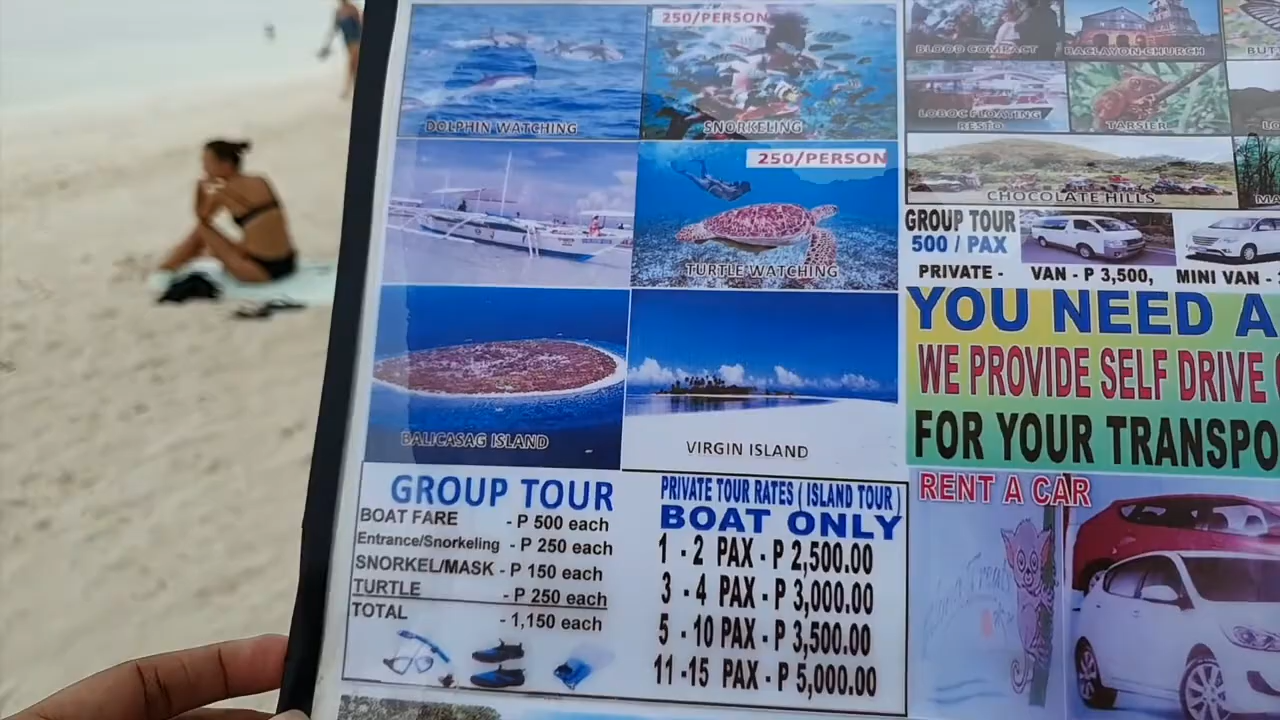 250/PERSON
DOLPHIN WATCHING
SNORKELING
250/PERSON
TURTLE WATCHING
BALICASAG ISLAND
VIRGIN ISLAND
GROUP TOUR
BOAT FARE - P 500 each
Entrance/Snorkeling - P 250 each
SNORKEL/MASK - P 150 each
TURTLE - P 250 each
TOTAL - 1,150 each
PRIVATE TOUR RATES ( ISLAND TOUR )
BOAT ONLY
1 - 2 PAX - P 2,500.00
3 - 4 PAX - P 3,000.00
5 - 10 PAX - P 3,500.00
11 -15 PAX - P 5,000.00
BLOOD COMPACT
BACLAYON CHURCH
BUT
LOBOC FLOATING
RESTO
TARSIER
LO
CHOCOLATE HILLS
MA
GROUP TOUR
500 / PAX
PRIVATE - VAN - P 3,500, MINI VAN -
YOU NEED A
WE PROVIDE SELF DRIVE
FOR YOUR TRANSPO
RENT A CAR